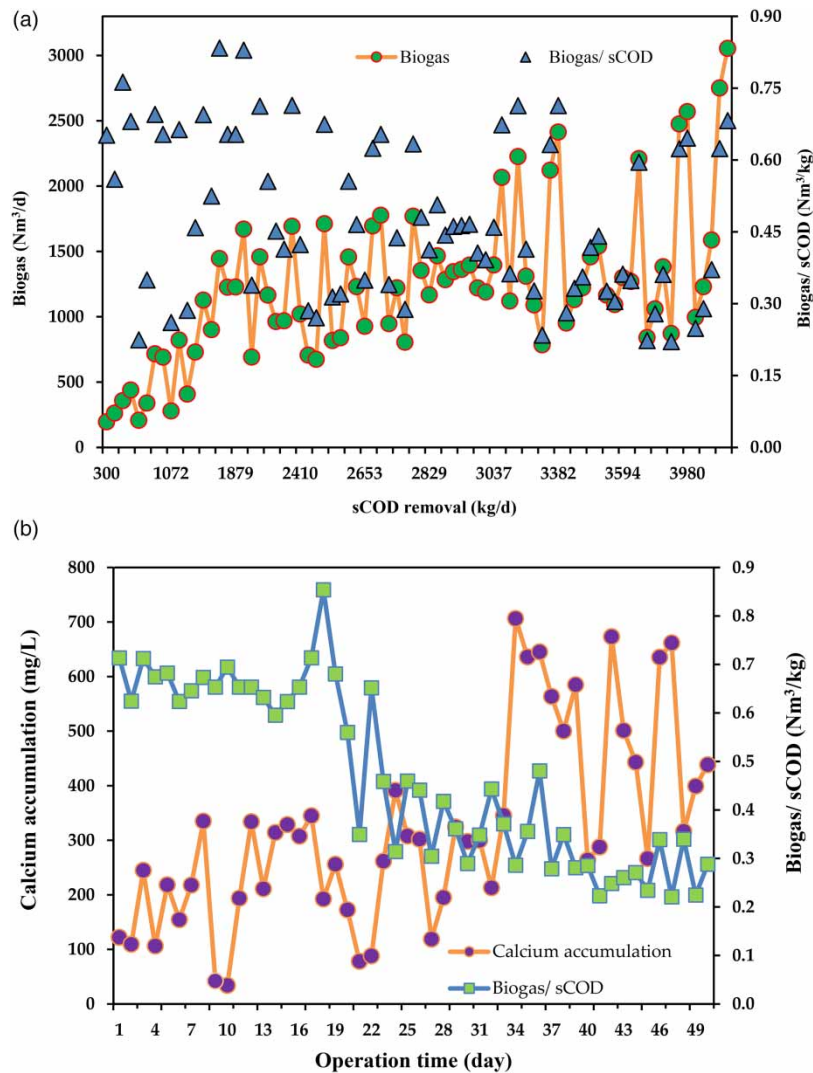 (a)
Biogas
Biogas/ sCOD
Biogas (Nm³/d)
3000
2500
2000
1500
1000
500
0
0.90
0.75
0.60
0.45
0.30
0.15
0.00
Biogas/ sCOD (Nm³/kg)
300 1072 1879 2410 2653 2829 3037 3382 3594 3980
sCOD removal (kg/d)
(b)
Calcium accumulation (mg/L)
800
700
600
500
400
300
200
100
0
0.9
0.8
0.7
0.6
0.5
0.4
0.3
0.2
0.1
0.0
Biogas/ sCOD (Nm³/kg)
Calcium accumulation
Biogas/ sCOD
1 4 7 10 13 16 19 22 25 28 31 34 37 40 43 46 49
Operation time (day)